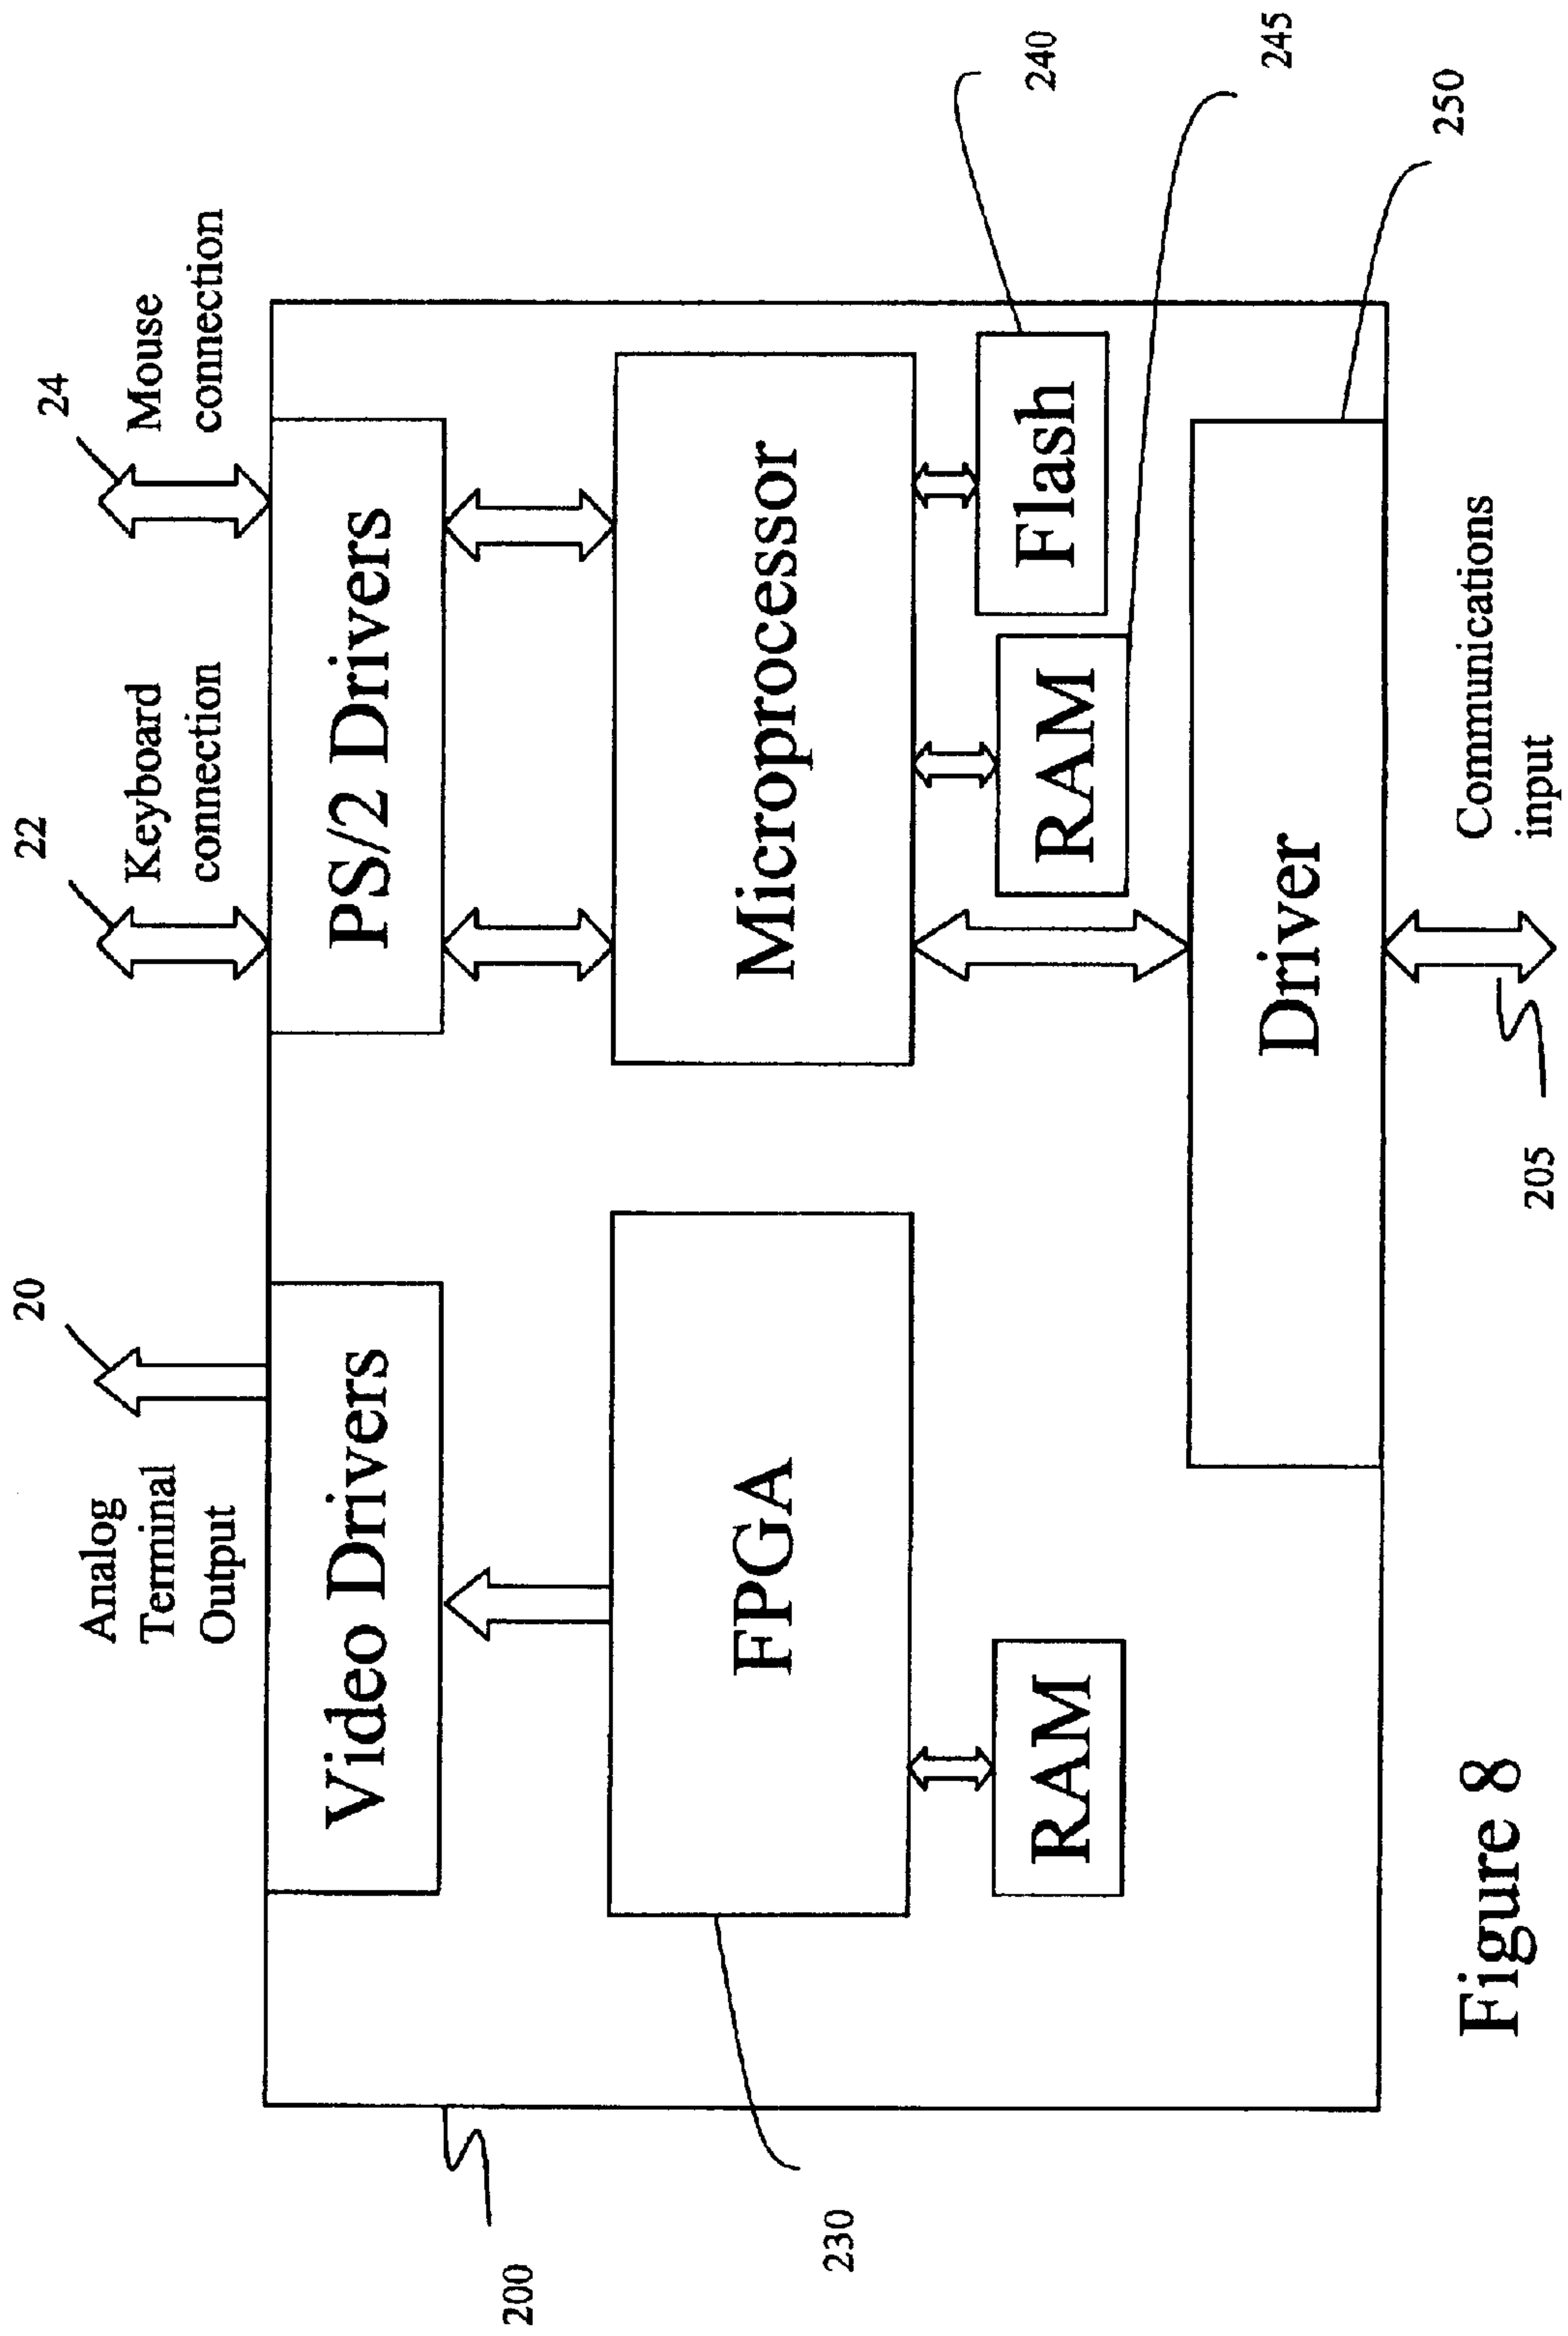 20
22
24
Analog
Terminal
Output
Keyboard
connection
Mouse
connection
Video Drivers
PS/2 Drivers
FPGA
Microprocessor
RAM
RAM
Flash
Driver
200
230
205
Communications
input
240
245
250
Figure 8